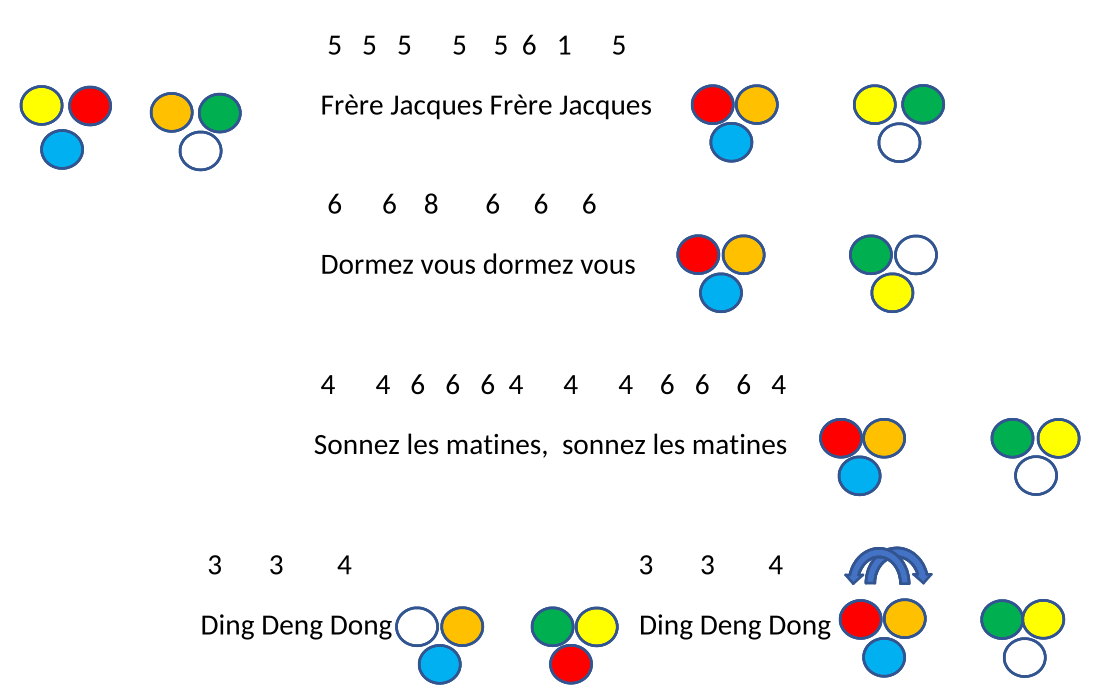 5 5 5 5 5 6 1 5
Frère Jacques Frère Jacques
6 6 8 6 6 6
Dormez vous dormez vous
4 4 6 6 6 4 4 4 6 6 6 4
Sonnez les matines, sonnez les matines
3 3 4 3 3 4
Ding Deng Dong Ding Deng Dong